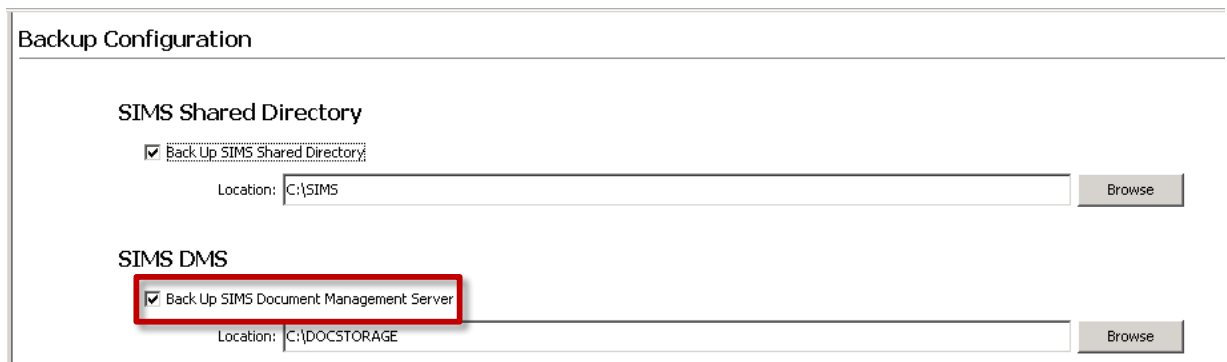 Backup Configuration
SIMS Shared Directory
Back Up SIMS Shared Directory
Location: C:\SIMS Browse
SIMS DMS
Back Up SIMS Document Management Server
Location: C:\DOCSTORAGE Browse